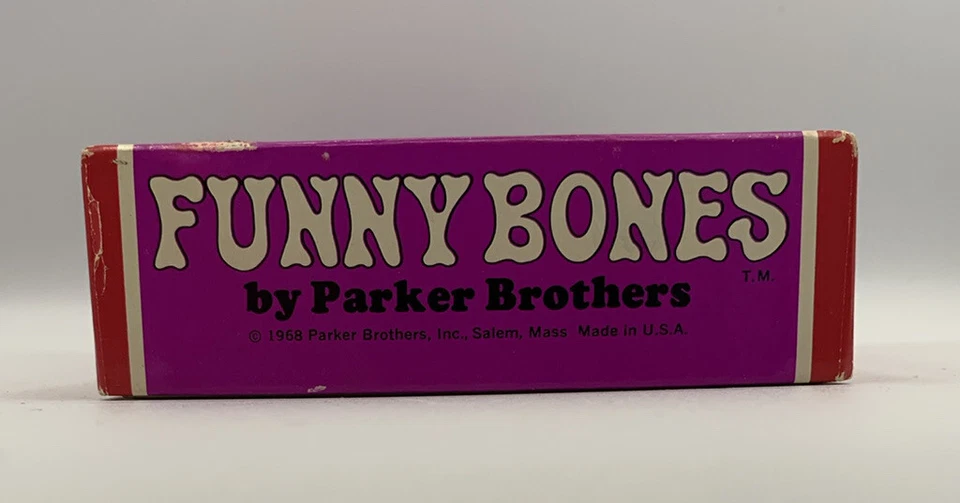 FUNNY BONES
T.M.
by Parker Brothers
© 1968 Parker Brothers, Inc., Salem, Mass Made in U.S.A.